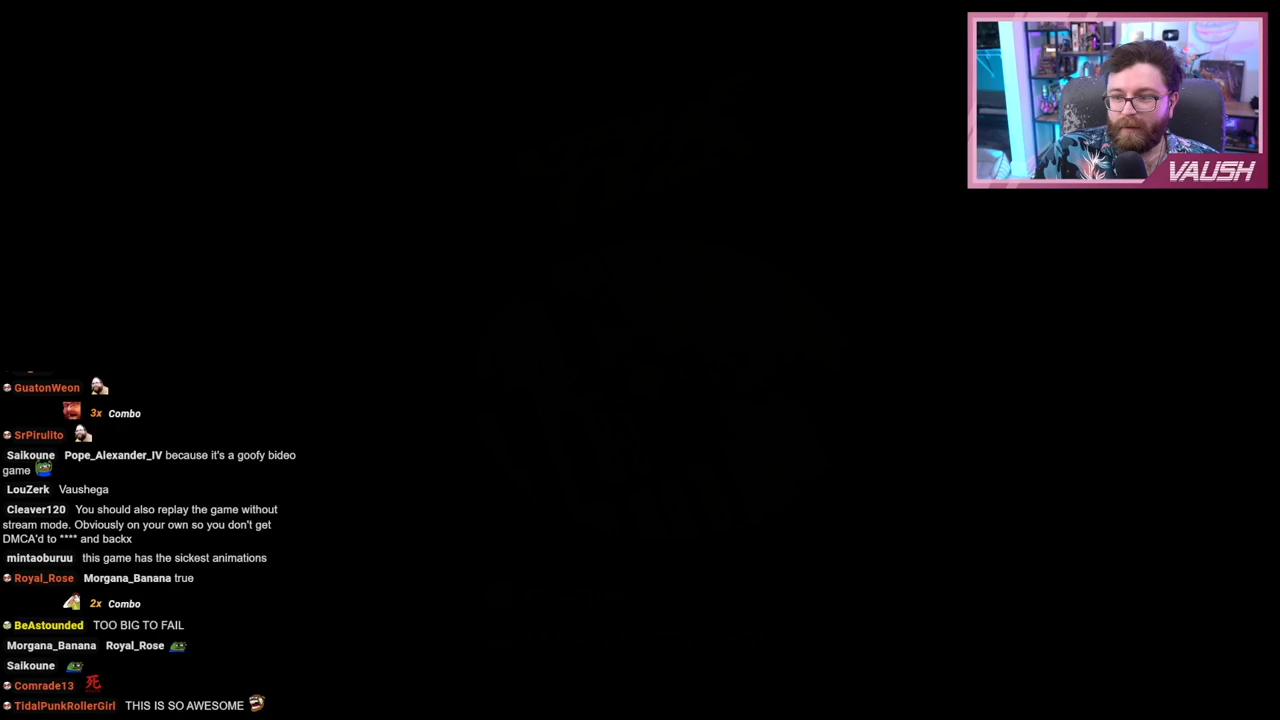 VAUSH
GuatonWeon
3x Combo
SrPirulito
Saikoune Pope_Alexander_IV because it's a goofy bideo
game
LouZerk Vaushega
Cleaver120 You should also replay the game without
stream mode. Obviously on your own so you don't get
DMCA'd to **** and backx
mintaoburuu this game has the sickest animations
Royal_Rose Morgana_Banana true
2x Combo
BeAstounded TOO BIG TO FAIL
Morgana_Banana Royal_Rose
Saikoune
Comrade13 死
TidalPunkRollerGirl THIS IS SO AWESOME